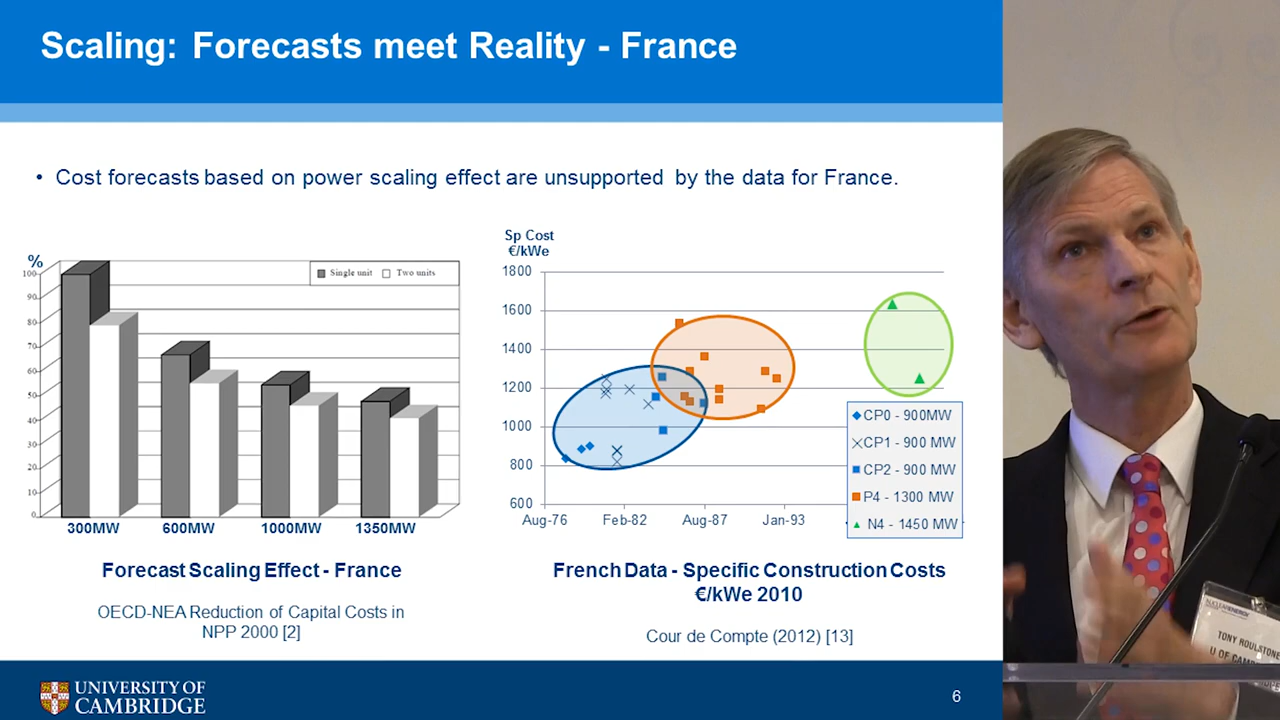 Scaling: Forecasts meet Reality - France
• Cost forecasts based on power scaling effect are unsupported by the data for France.
%
Single unit
Two units
100
90
80
70
60
50
40
30
20
10
0
300MW
600MW
1000MW
1350MW
Forecast Scaling Effect - France
OECD-NEA Reduction of Capital Costs in
NPP 2000 [2]
Sp Cost
€/kWe
1800
1600
1400
1200
1000
800
600
Aug-76
Feb-82
Aug-87
Jan-93
CP0 - 900MW
CP1 - 900 MW
CP2 - 900 MW
P4 - 1300 MW
N4 - 1450 MW
French Data - Specific Construction Costs
€/kWe 2010
Cour de Compte (2012) [13]
UNIVERSITY OF
CAMBRIDGE
6
TONY ROULSTONE
U OF CAMB